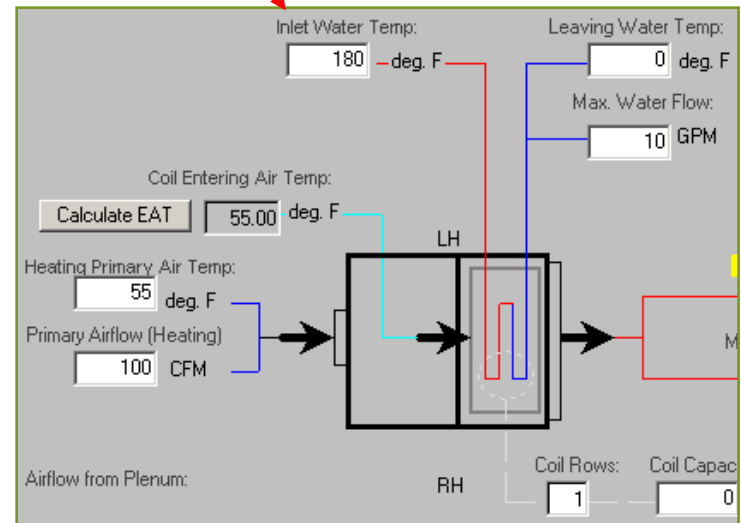 Inlet Water Temp:
180 deg. F
Leaving Water Temp:
0 deg. F
Max. Water Flow:
10 GPM
Coil Entering Air Temp:
Calculate EAT 55.00 deg. F
LH
Heating Primary Air Temp:
55 deg. F
Primary Airflow (Heating)
100 CFM
M
Airflow from Plenum:
RH
Coil Rows:
1
Coil Capac
0